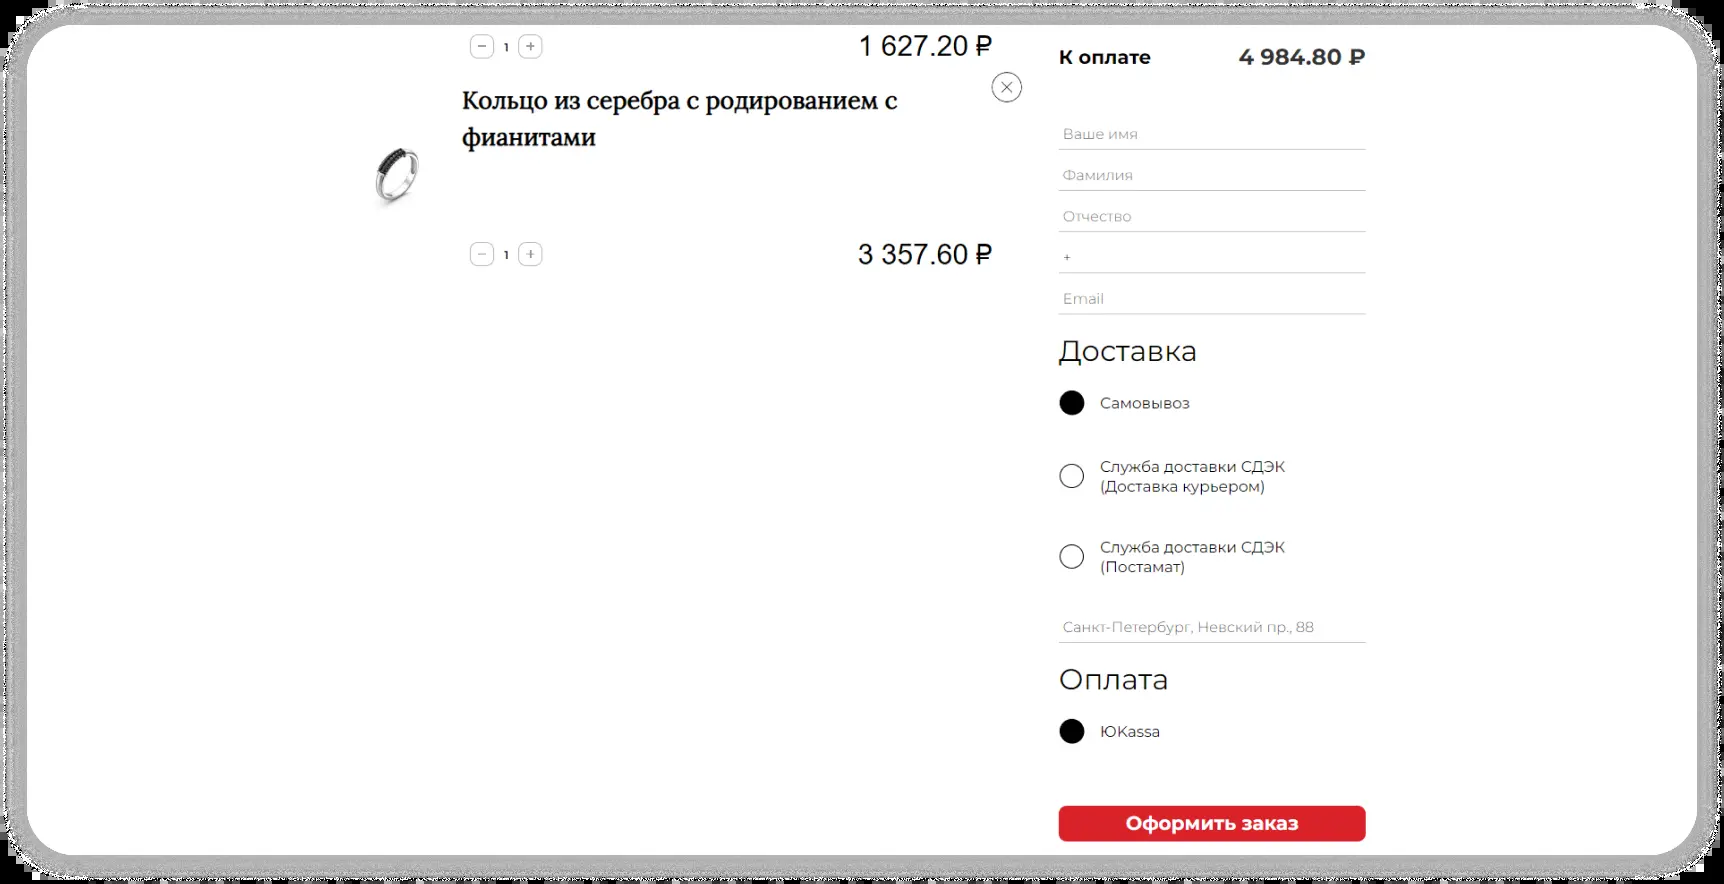 − 1 + 1 627.20 ₽
Кольцо из серебра с родированием с
фианитами
− 1 + 3 357.60 ₽
К оплате 4 984.80 ₽
Ваше имя
Фамилия
Отчество
+
Email
Доставка
Самовывоз
Служба доставки СДЭК
(Доставка курьером)
Служба доставки СДЭК
(Постамат)
Санкт-Петербург, Невский пр., 88
Оплата
ЮKassa
Оформить заказ